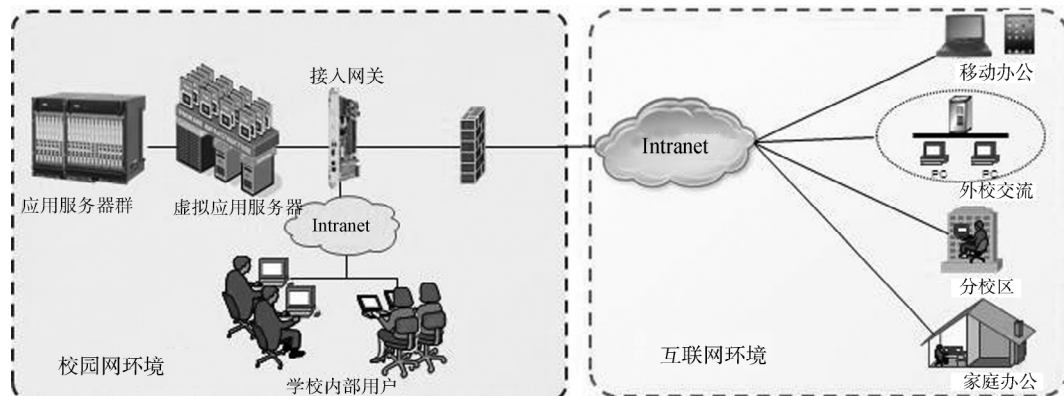 接入网关
应用服务器群
虚拟应用服务器
Intranet
学校内部用户
校园网环境
Intranet
移动办公
PC PC
外校交流
分校区
家庭办公
互联网环境